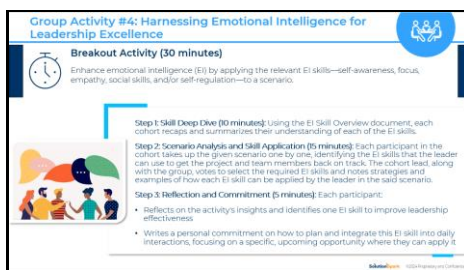 Group Activity #4: Harnessing Emotional Intelligence for
Leadership Excellence
Breakout Activity (30 minutes)
Enhance emotional intelligence (EI) by applying the relevant EI skills—self-awareness, focus,
empathy, social skills, and/or self-regulation—to a scenario.
Step 1: Skill Deep Dive (10 minutes): Using the EI Skill Overview document, each
cohort recaps and summarizes their understanding of each of the EI skills.
Step 2: Scenario Analysis and Skill Application (15 minutes): Each participant in the
cohort takes up the given scenario one by one, identifying the EI skills that the leader
can use to get the project and team members back on track. The cohort lead, along
with the group, votes to select the required EI skills and notes strategies and
examples of how each EI skill can be applied by the leader in the said scenario.
Step 3: Reflection and Commitment (5 minutes): Each participant:
• Reflects on the activity's insights and identifies one EI skill to improve leadership
effectiveness
• Writes a personal commitment on how to plan and integrate this EI skill into daily
interactions, focusing on a specific, upcoming opportunity where they can apply it